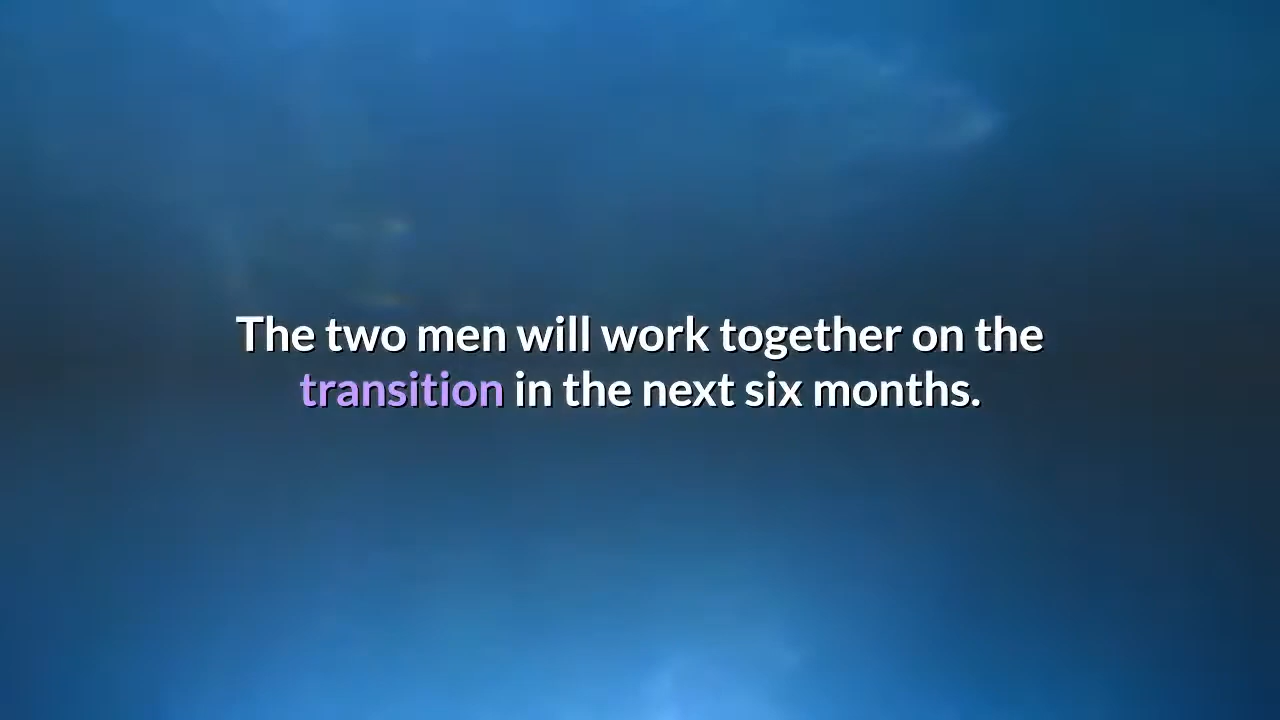 The two men will work together on the
transition in the next six months.